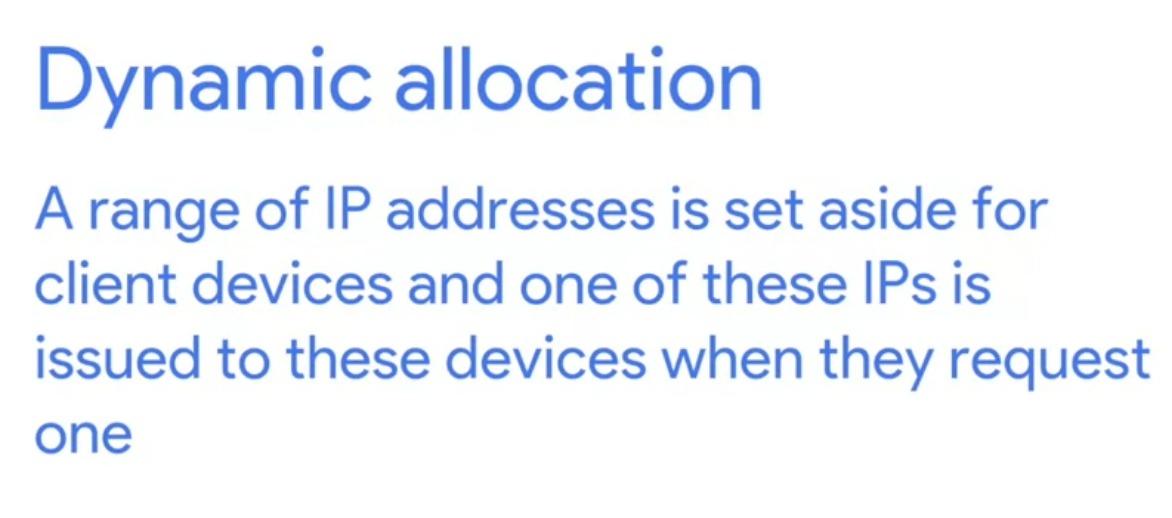 Dynamic allocation
A range of IP addresses is set aside for
client devices and one of these IPs is
issued to these devices when they request
one